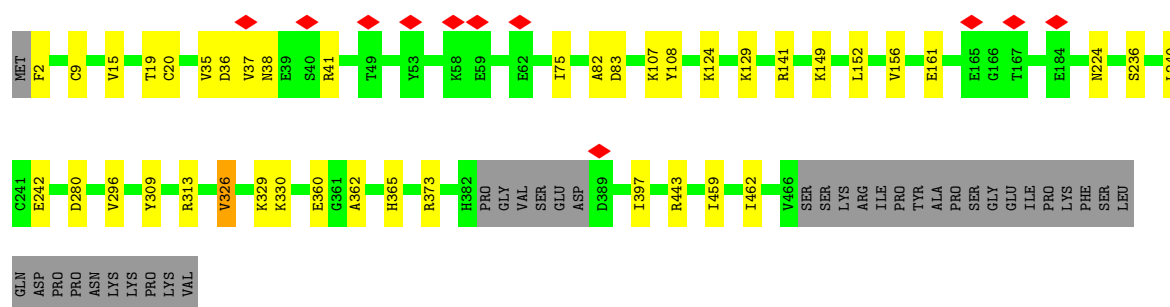 MET F2 C9 V15 T19 C20 V35 D36 V37 N38 E39 S40 R41 T49 Y53 K58 E59 E62 I75 A82 D83 K107 Y108 K124 K129 R141 K149 L152 V156 E161 E165 G166 T167 E184 N224 S236 L240
C241 E242 D280 V296 Y309 R313 V326 K329 K330 E360 G361 A362 H365 R373 H382 PRO GLY VAL SER GLU ASP D389 I397 R443 I459 I462 V466 SER SER LYS ARG ILE PRO TYR ALA PRO SER GLY GLU ILE PRO LYS PHE SER LEU
GLN ASP PRO PRO ASN LYS LYS PRO LYS VAL